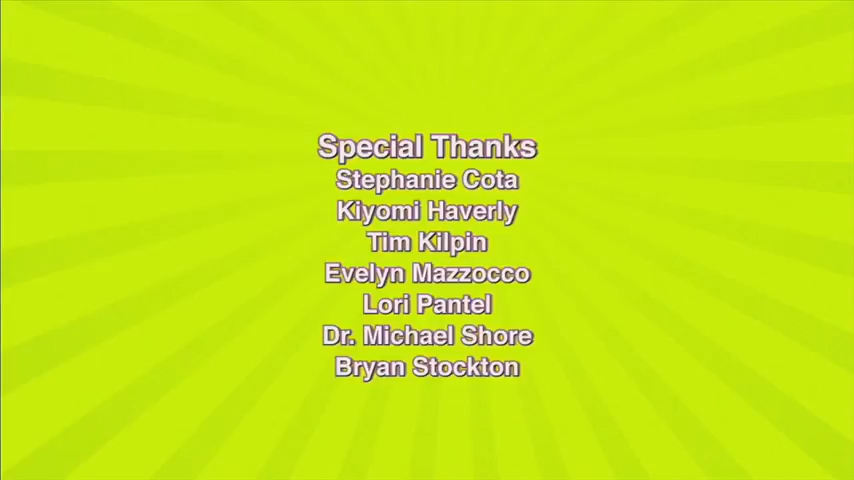 Special Thanks
Stephanie Cota
Kiyomi Haverly
Tim Kilpin
Evelyn Mazzocco
Lori Pantel
Dr. Michael Shore
Bryan Stockton